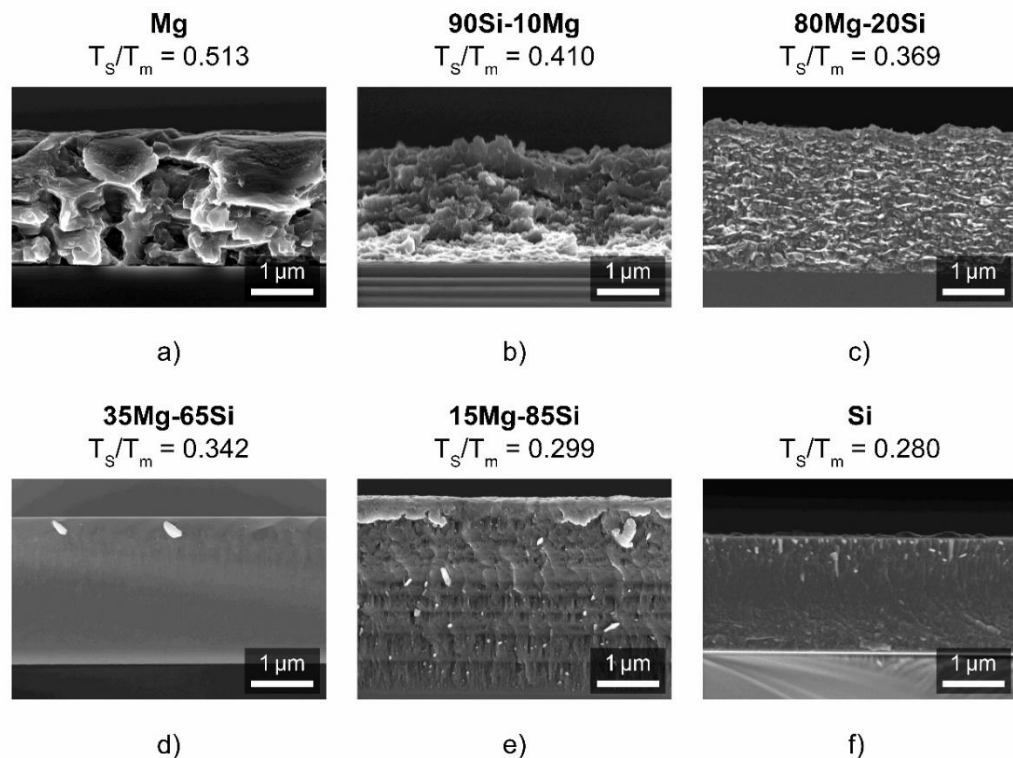 Mg
T_S/T_m = 0.513
90Si-10Mg
T_S/T_m = 0.410
80Mg-20Si
T_S/T_m = 0.369
1 µm
1 µm
1 µm
a)
b)
c)
35Mg-65Si
T_S/T_m = 0.342
15Mg-85Si
T_S/T_m = 0.299
Si
T_S/T_m = 0.280
1 µm
1 µm
1 µm
d)
e)
f)